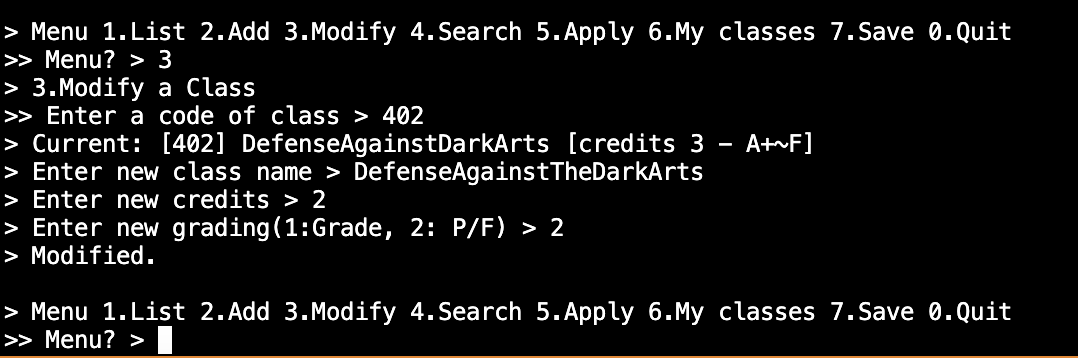 > Menu 1.List 2.Add 3.Modify 4.Search 5.Apply 6.My classes 7.Save 0.Quit
>> Menu? > 3
> 3.Modify a Class
>> Enter a code of class > 402
> Current: [402] DefenseAgainstDarkArts [credits 3 - A+~F]
> Enter new class name > DefenseAgainstTheDarkArts
> Enter new credits > 2
> Enter new grading(1:Grade, 2: P/F) > 2
> Modified.
> Menu 1.List 2.Add 3.Modify 4.Search 5.Apply 6.My classes 7.Save 0.Quit
>> Menu? >